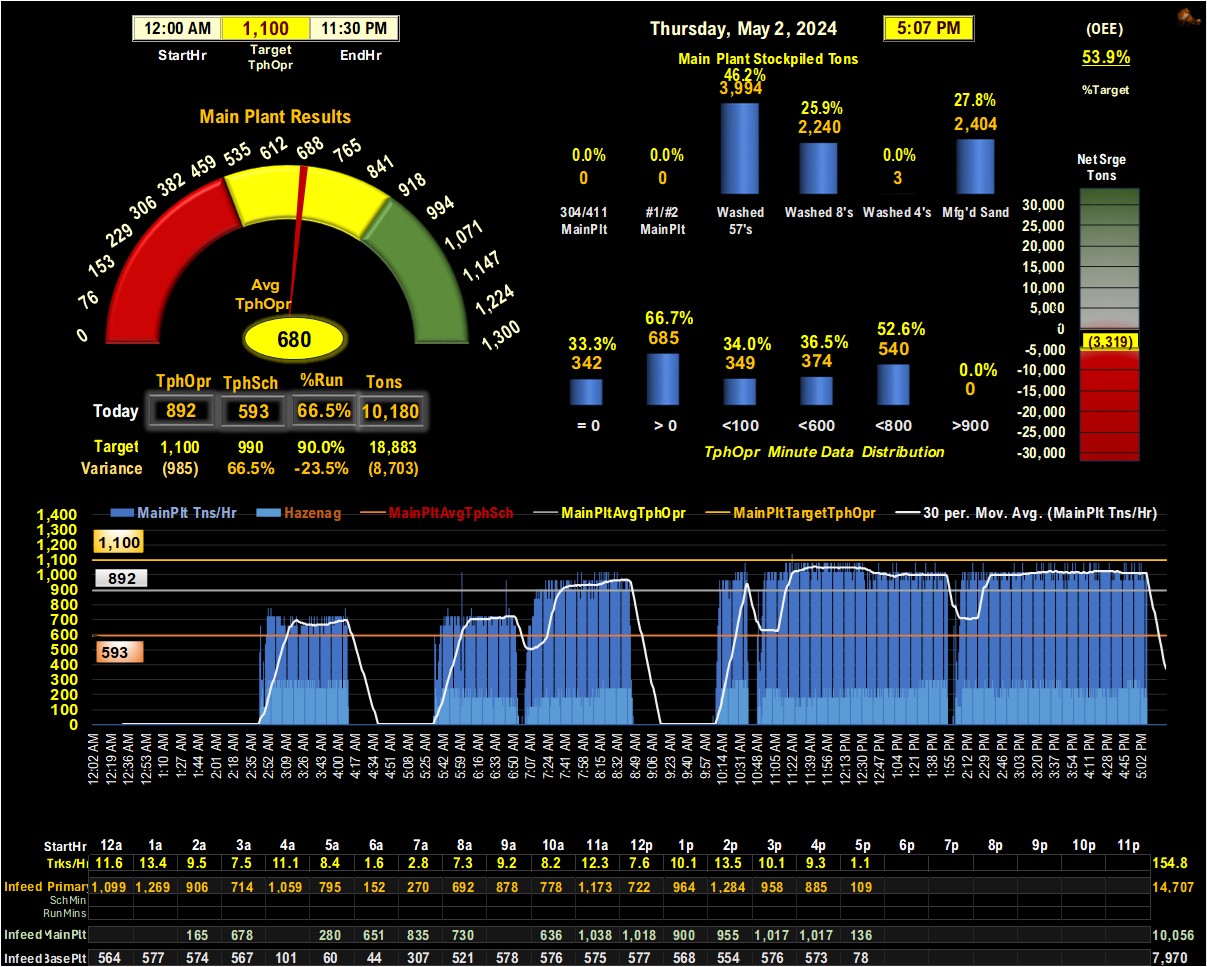 12:00 AM 1,100 11:30 PM
StartHr Target TphOpr EndHr
Thursday, May 2, 2024 5:07 PM
(OEE)
53.9%
%Target
Main Plant Stockpiled Tons
46.2%
3,994
25.9%
2,240
27.8%
2,404
0.0% 0.0% 0.0%
0 0 3
304/411 MainPlt #1/#2 MainPlt Washed 57's Washed 8's Washed 4's Mfg'd Sand
Main Plant Results
0 76 153 229 306 382 459 535 612 688 765 841 918 994 1,071 1,147 1,224 1,300
Avg
TphOpr
680
Net Srge
Tons
30,000
25,000
20,000
15,000
10,000
5,000
0
(3,319)
-5,000
-10,000
-15,000
-20,000
-25,000
-30,000
33.3% 66.7% 34.0% 36.5% 52.6% 0.0%
342 685 349 374 540 0
= 0 > 0 <100 <600 <800 >900
TphOpr Minute Data Distribution
TphOpr TphSch %Run Tons
Today 892 593 66.5% 10,180
Target 1,100 990 90.0% 18,883
Variance (985) 66.5% -23.5% (8,703)
MainPlt Tns/Hr Hazenag MainPltAvgTphSch MainPltAvgTphOpr MainPltTargetTphOpr 30 per. Mov. Avg. (MainPlt Tns/Hr)
1,400
1,300
1,200
1,100
1,000
900
800
700
600
500
400
300
200
100
0
1,100
892
593
12:02 AM 12:19 AM 12:36 AM 12:53 AM 1:10 AM 1:27 AM 1:44 AM 2:01 AM 2:18 AM 2:35 AM 2:52 AM 3:09 AM 3:26 AM 3:43 AM 4:00 AM 4:17 AM 4:34 AM 4:51 AM 5:08 AM 5:25 AM 5:42 AM 5:59 AM 6:16 AM 6:33 AM 6:50 AM 7:07 AM 7:24 AM 7:41 AM 7:58 AM 8:15 AM 8:32 AM 8:49 AM 9:06 AM 9:23 AM 9:40 AM 9:57 AM 10:14 AM 10:31 AM 10:48 AM 11:05 AM 11:22 AM 11:39 AM 11:56 AM 12:13 PM 12:30 PM 12:47 PM 1:04 PM 1:21 PM 1:38 PM 1:55 PM 2:12 PM 2:29 PM 2:46 PM 3:03 PM 3:20 PM 3:37 PM 3:54 PM 4:11 PM 4:28 PM 4:45 PM 5:02 PM
StartHr 12a 1a 2a 3a 4a 5a 6a 7a 8a 9a 10a 11a 12p 1p 2p 3p 4p 5p 6p 7p 8p 9p 10p 11p
Trks/Hr 11.6 13.4 9.5 7.5 11.1 8.4 1.6 2.8 7.3 9.2 8.2 12.3 7.6 10.1 13.5 10.1 9.3 1.1 154.8
Infeed Primary 1,099 1,269 906 714 1,059 795 152 270 692 878 778 1,173 722 964 1,284 958 885 109 14,707
Sch Min
Run Mins
Infeed MainPlt 165 678 280 651 835 730 636 1,038 1,018 900 955 1,017 1,017 136 10,056
Infeed BasePlt 564 577 574 567 101 60 44 307 521 578 576 575 577 568 554 576 573 78 7,970